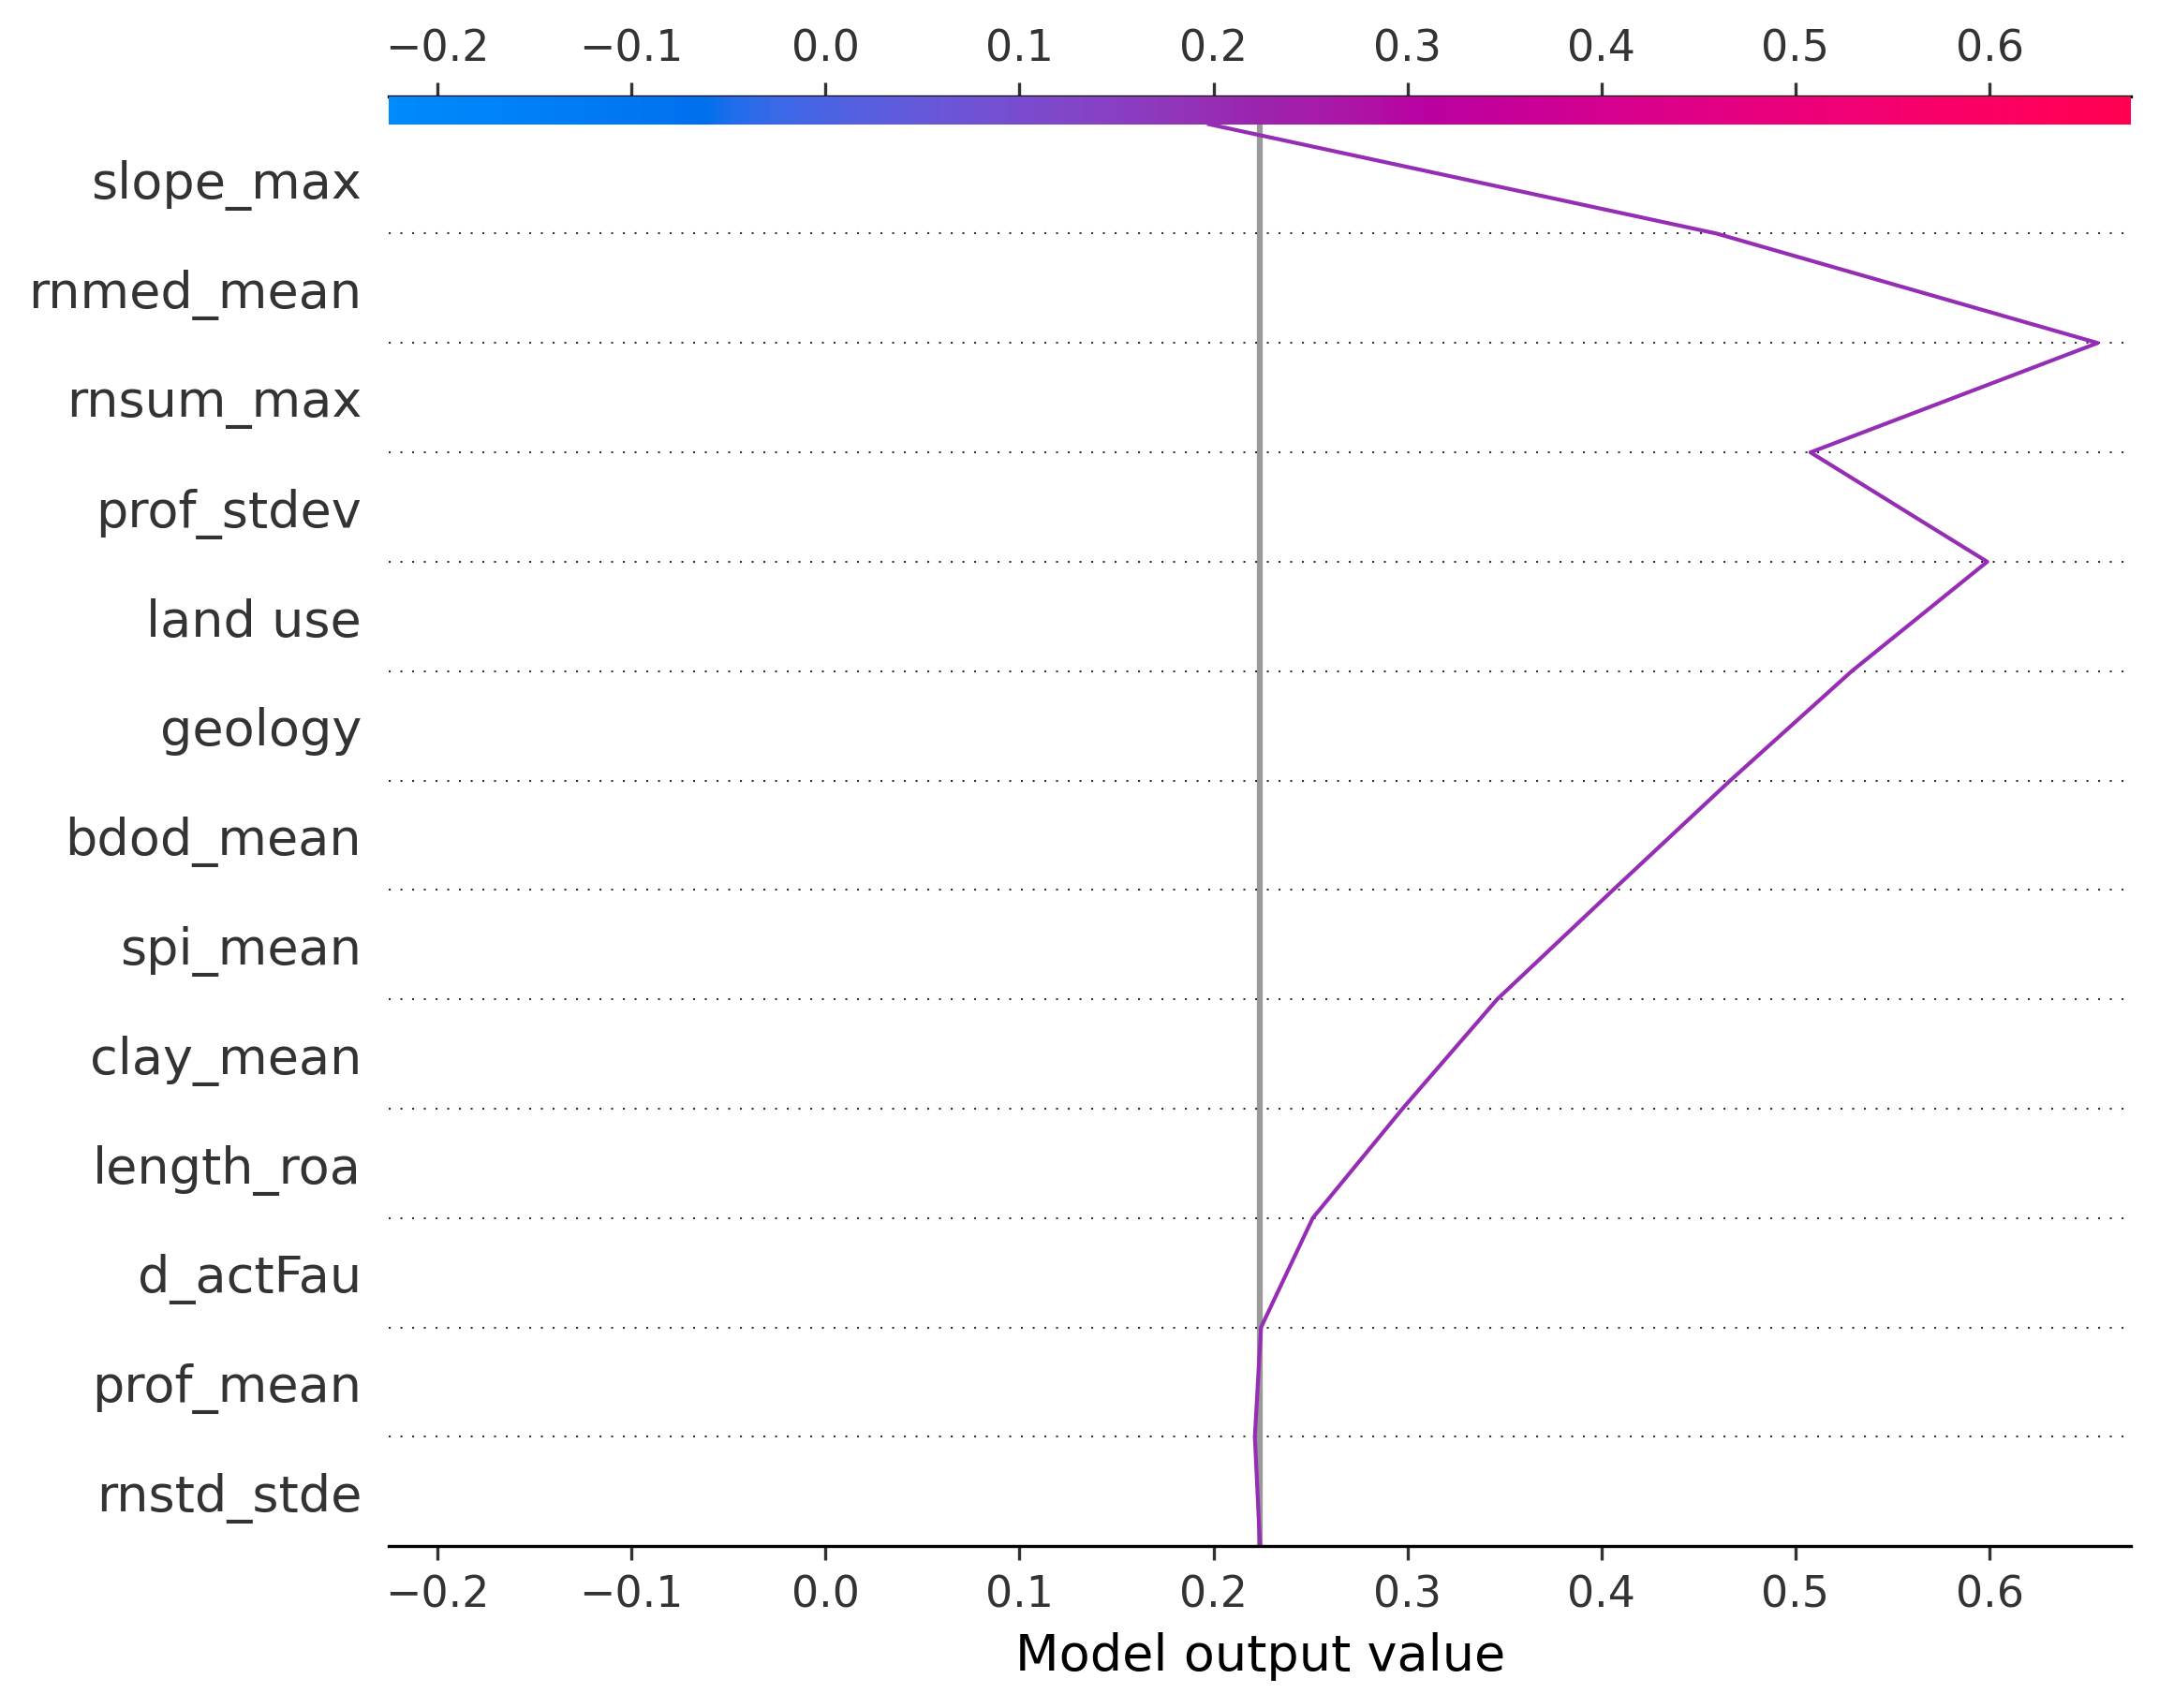 −0.2 −0.1 0.0 0.1 0.2 0.3 0.4 0.5 0.6
slope_max
rnmed_mean
rnsum_max
prof_stdev
land use
geology
bdod_mean
spi_mean
clay_mean
length_roa
d_actFau
prof_mean
rnstd_stde
−0.2 −0.1 0.0 0.1 0.2 0.3 0.4 0.5 0.6
Model output value